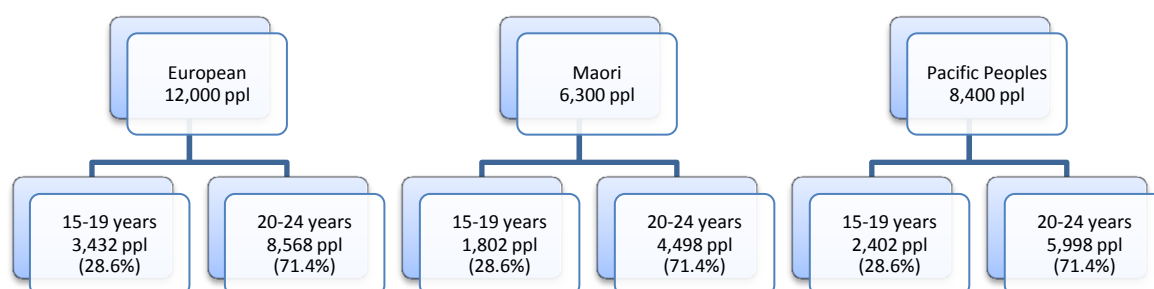 European
12,000 ppl
Maori
6,300 ppl
Pacific Peoples
8,400 ppl
15-19 years
3,432 ppl
(28.6%)
20-24 years
8,568 ppl
(71.4%)
15-19 years
1,802 ppl
(28.6%)
20-24 years
4,498 ppl
(71.4%)
15-19 years
2,402 ppl
(28.6%)
20-24 years
5,998 ppl
(71.4%)